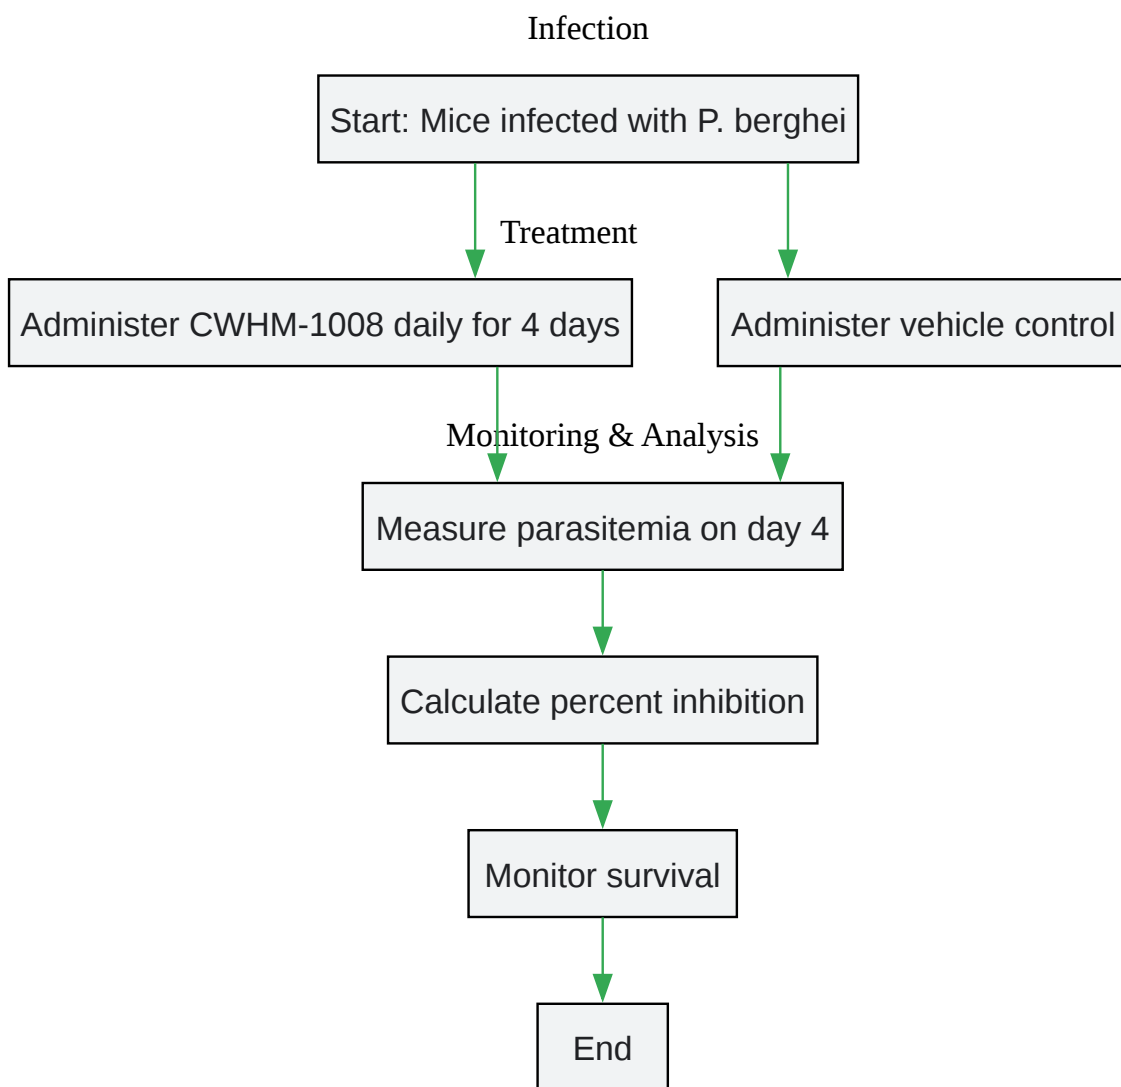 Infection
Start: Mice infected with P. berghei
Treatment
Administer CWHM-1008 daily for 4 days
Administer vehicle control
Monitoring & Analysis
Measure parasitemia on day 4
Calculate percent inhibition
Monitor survival
End